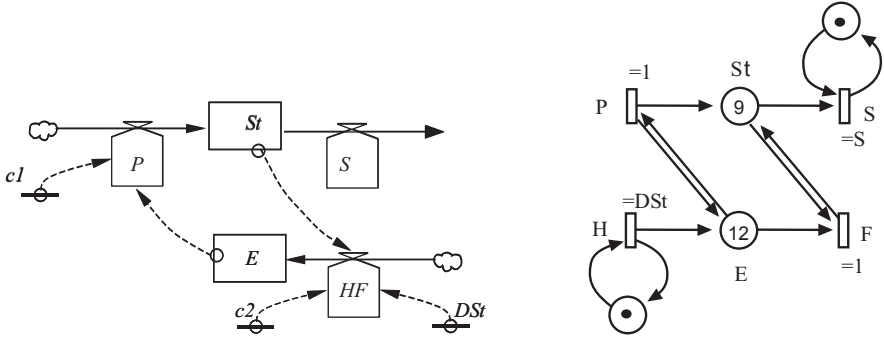 St
P
S
c1
E
HF
c2
DSt
=1
St
P
9
S
=S
=DSt
H
12
F
E
=1